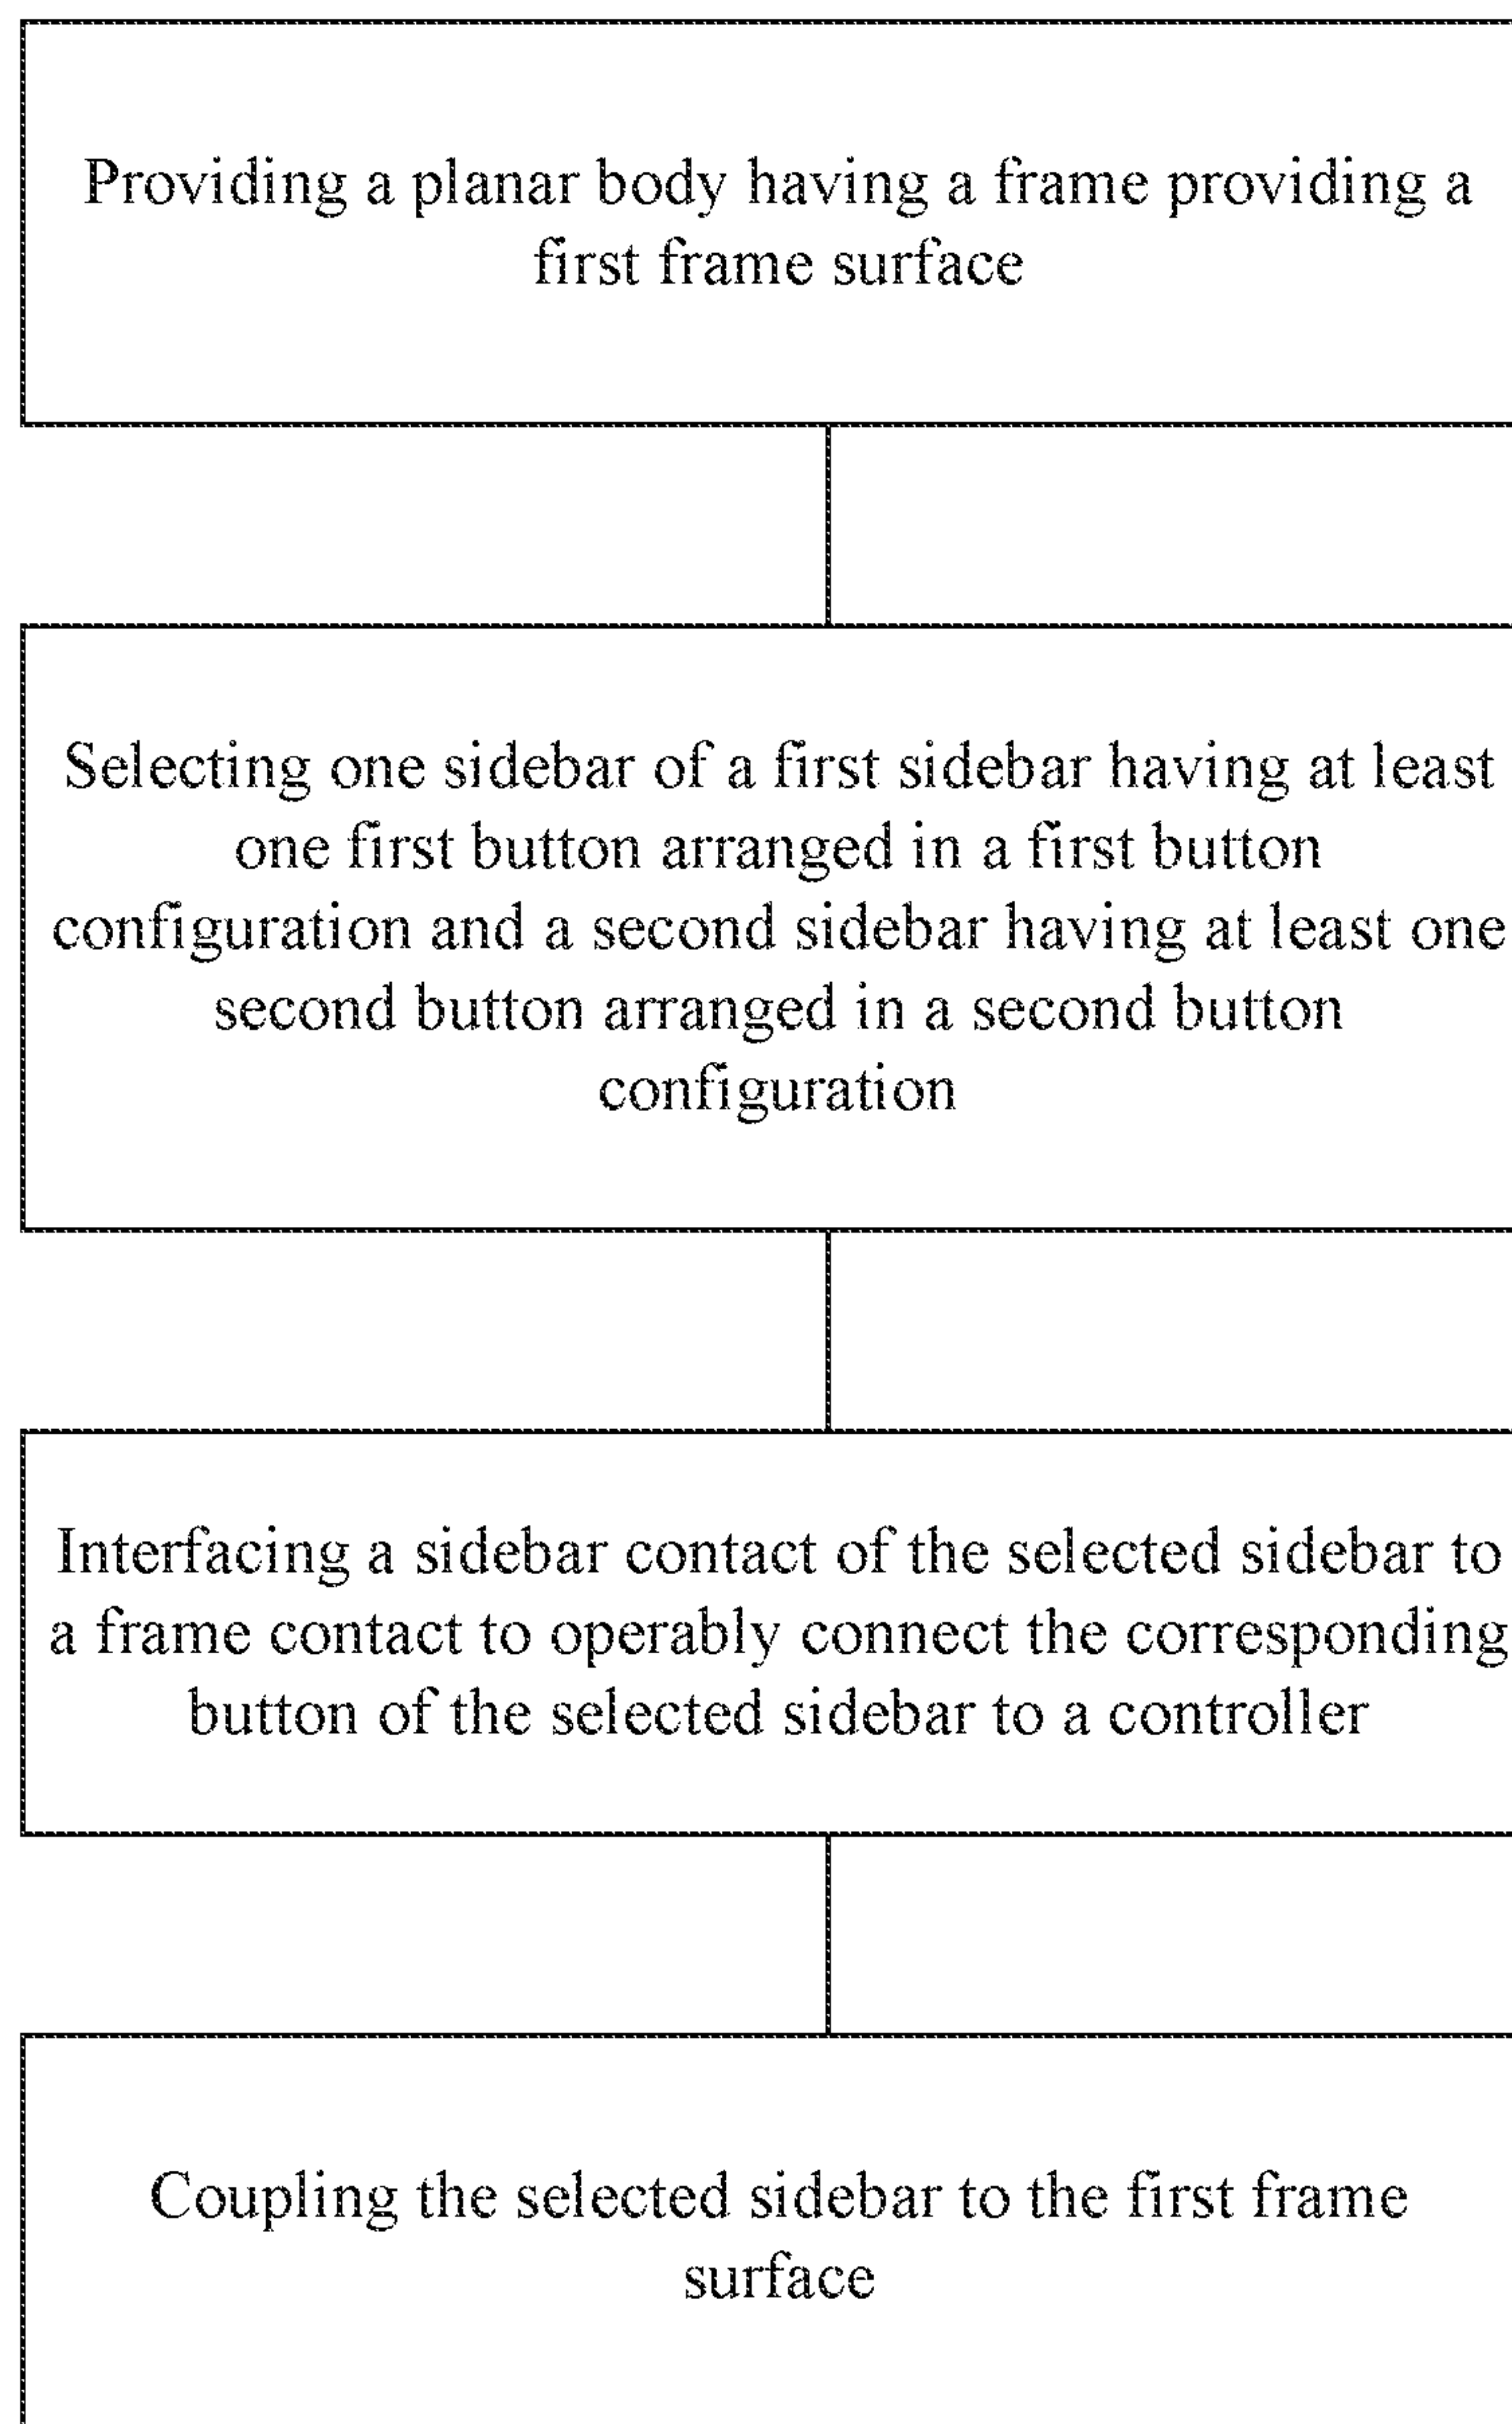 Providing a planar body having a frame providing a
first frame surface
Selecting one sidebar of a first sidebar having at least
one first button arranged in a first button
configuration and a second sidebar having at least one
second button arranged in a second button
configuration
Interfacing a sidebar contact of the selected sidebar to
a frame contact to operably connect the corresponding
button of the selected sidebar to a controller
Coupling the selected sidebar to the first frame
surface